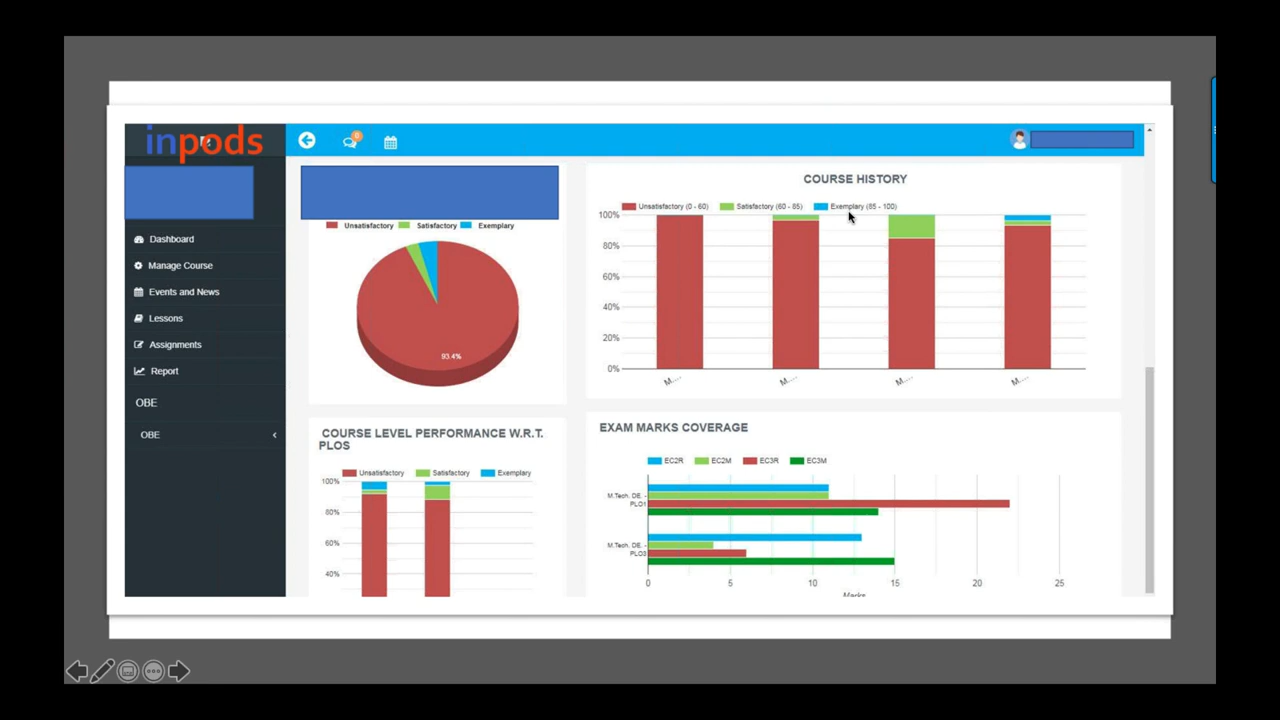 inpods
0
Dashboard
Manage Course
Events and News
Lessons
Assignments
Report
OBE
OBE
Unsatisfactory Satisfactory Exemplary
93.4%
COURSE HISTORY
Unsatisfactory (0 - 60) Satisfactory (60 - 85) Exemplary (85 - 100)
100%
80%
60%
40%
20%
0%
M.... M.... M.... M....
COURSE LEVEL PERFORMANCE W.R.T.
PLOS
Unsatisfactory Satisfactory Exemplary
100%
80%
60%
40%
EXAM MARKS COVERAGE
EC2R EC2M EC3R EC3M
M.Tech. DE. -
PLO1
M.Tech. DE. -
PLO3
0 5 10 15 20 25
Marks